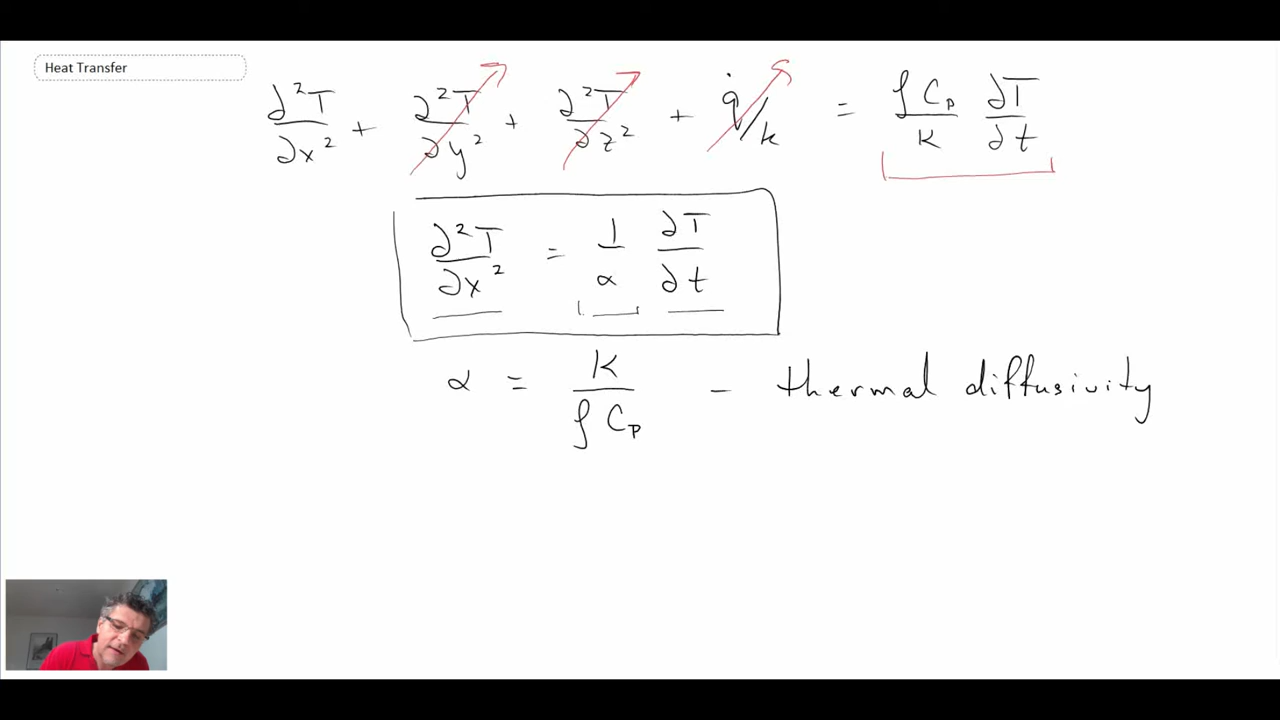 Heat Transfer
∂²T/∂x² + ∂²T/∂y² + ∂²T/∂z² + q̇/k = ρCp/k ∂T/∂t
∂²T/∂x² = 1/α ∂T/∂t
α = k/ρCp – thermal diffusivity